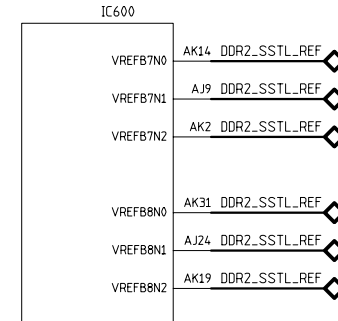 IC600
VREFB7N0 AK14 DDR2_SSTL_REF
VREFB7N1 AJ9 DDR2_SSTL_REF
VREFB7N2 AK2 DDR2_SSTL_REF
VREFB8N0 AK31 DDR2_SSTL_REF
VREFB8N1 AJ24 DDR2_SSTL_REF
VREFB8N2 AK19 DDR2_SSTL_REF